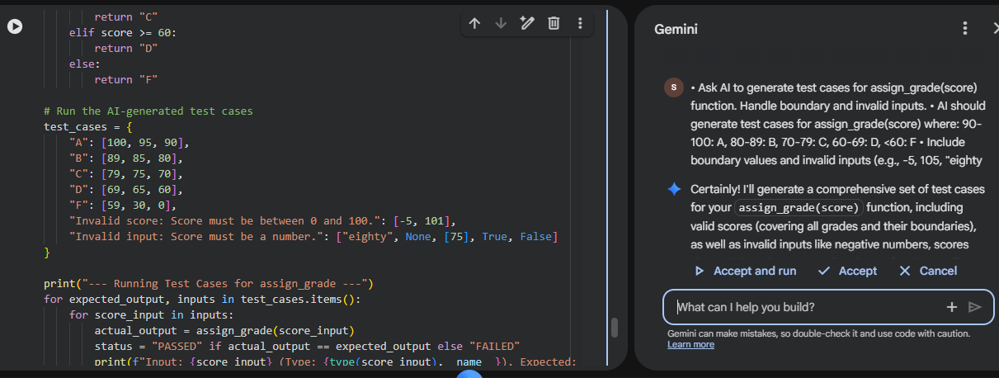 return "C"
elif score >= 60:
return "D"
else:
return "F"
# Run the AI-generated test cases
test_cases = {
"A": [100, 95, 90],
"B": [89, 85, 80],
"C": [79, 75, 70],
"D": [69, 65, 60],
"F": [59, 30, 0],
"Invalid score: Score must be between 0 and 100.": [-5, 101],
"Invalid input: Score must be a number.": ["eighty", None, [75], True, False]
}
print("--- Running Test Cases for assign_grade ---")
for expected_output, inputs in test_cases.items():
for score_input in inputs:
actual_output = assign_grade(score_input)
status = "PASSED" if actual_output == expected_output else "FAILED"
print(f"Input: {score_input} (Type: {type(score_input).__name__}), Expected:
Gemini
S
• Ask AI to generate test cases for assign_grade(score)
function. Handle boundary and invalid inputs. • AI should
generate test cases for assign_grade(score) where: 90-
100: A, 80-89: B, 70-79: C, 60-69: D, <60: F • Include
boundary values and invalid inputs (e.g., -5, 105, "eighty
Certainly! I'll generate a comprehensive set of test cases
for your assign_grade(score) function, including
valid scores (covering all grades and their boundaries),
as well as invalid inputs like negative numbers, scores
Accept and run Accept Cancel
What can I help you build?
Gemini can make mistakes, so double-check it and use code with caution.
Learn more